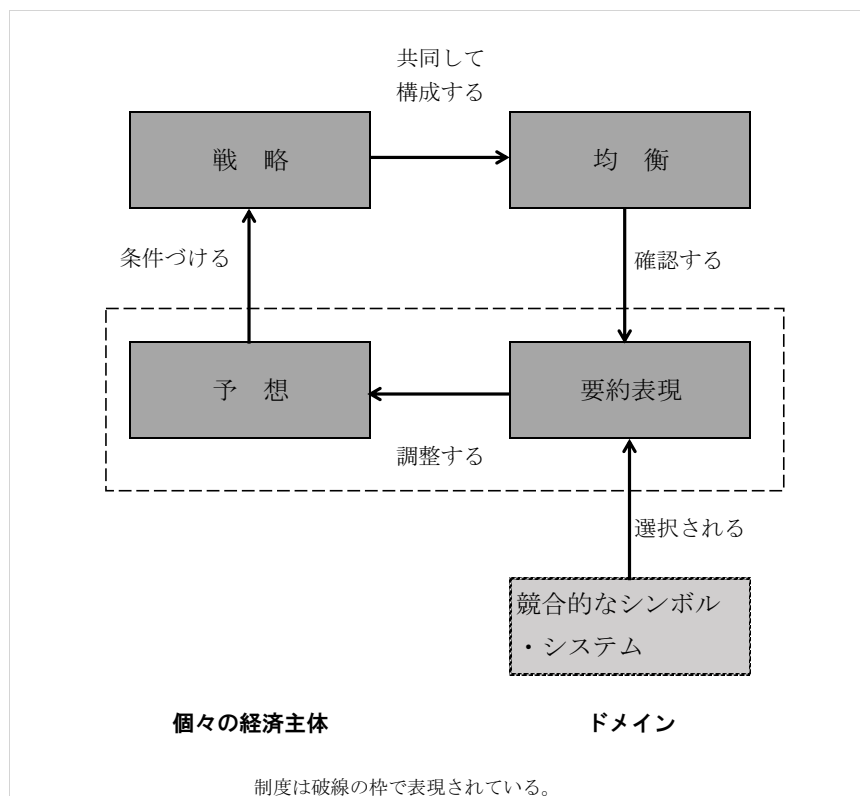 共同して
構成する
戦　略
均　衡
条件づける
確認する
予　想
要約表現
調整する
選択される
競合的なシンボル
・システム
個々の経済主体
ドメイン
制度は破線の枠で表現されている。